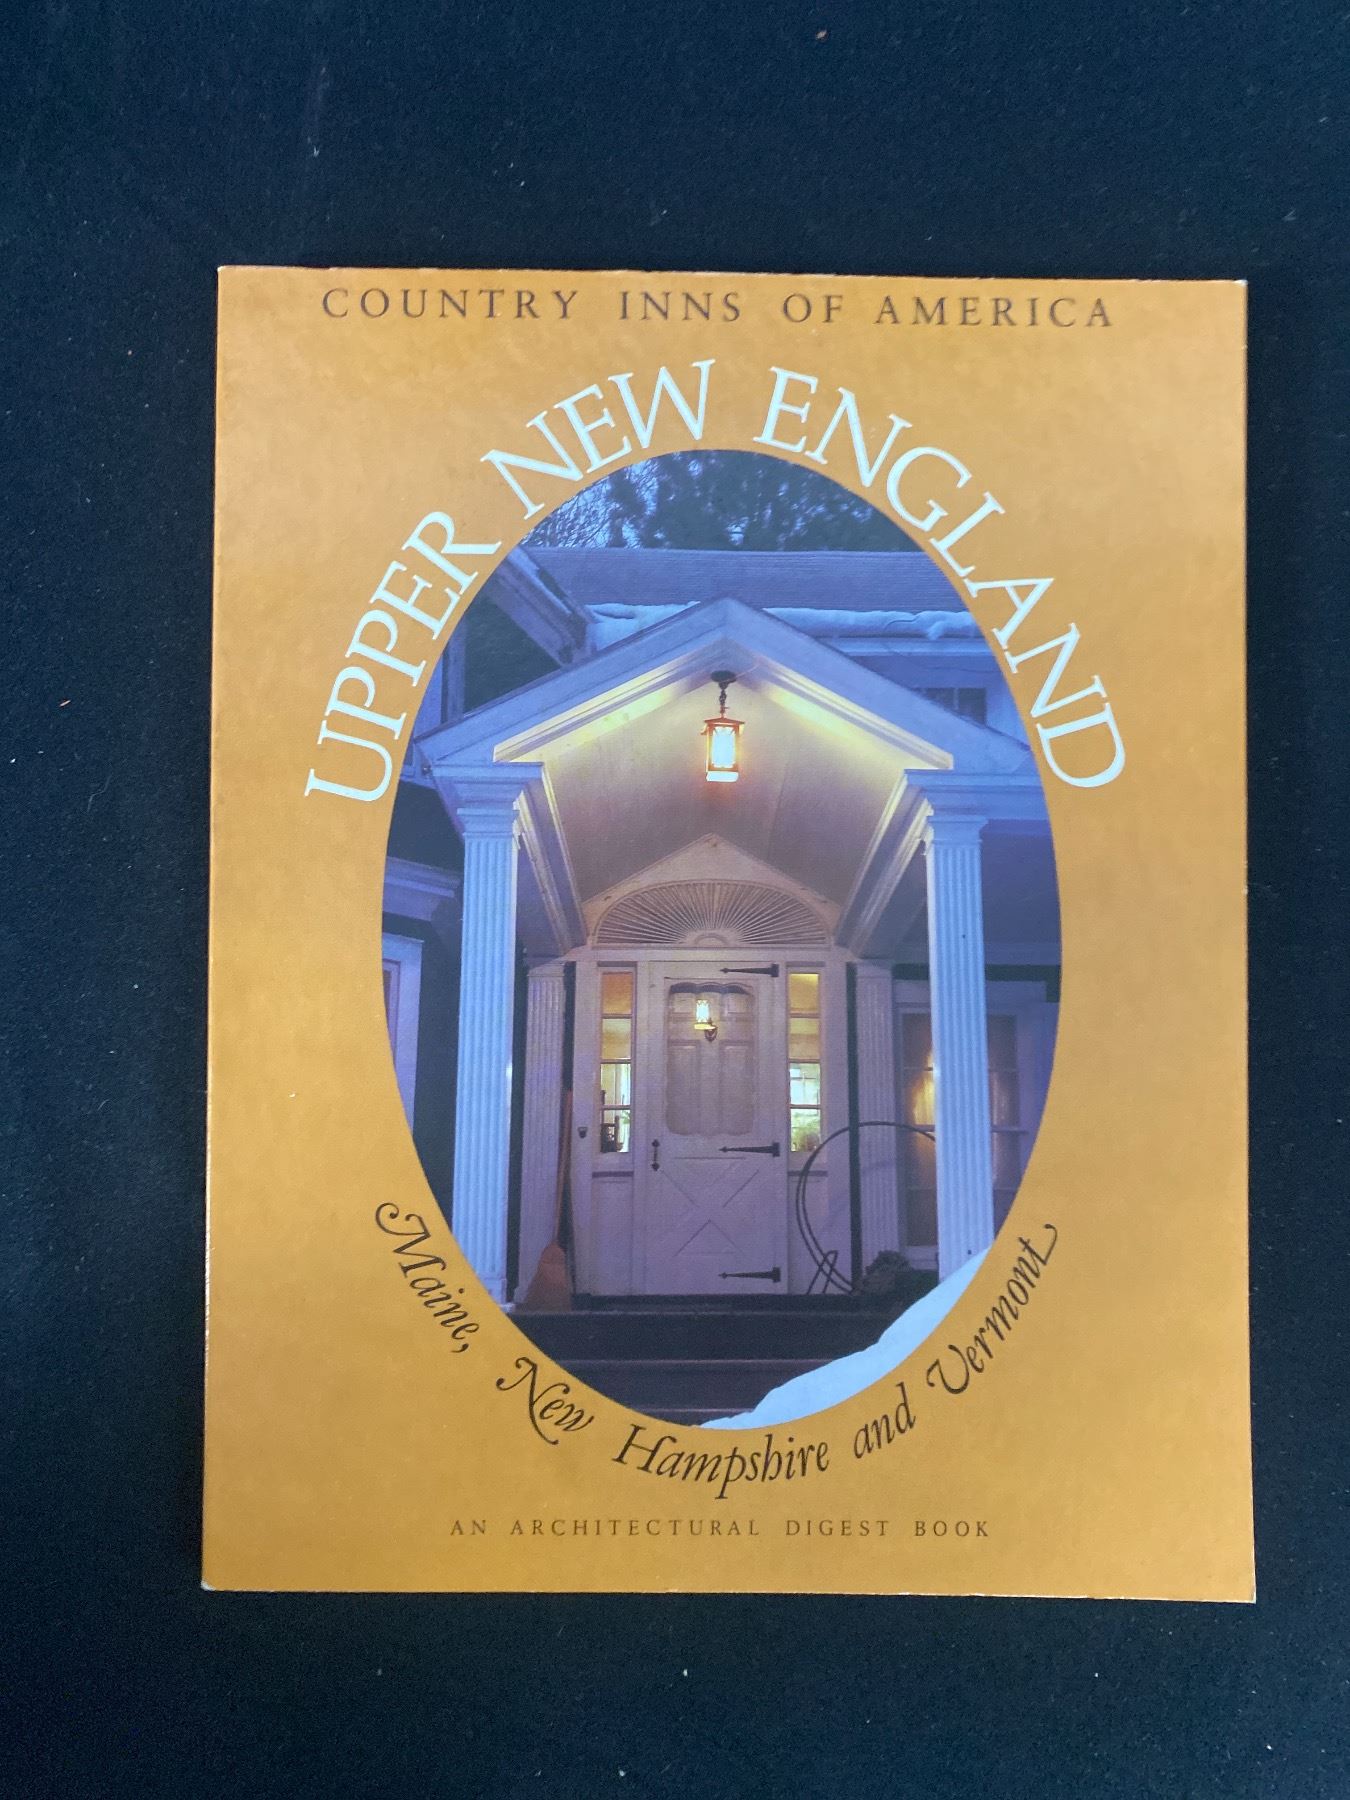 COUNTRY INNS OF AMERICA
UPPER NEW ENGLAND
Maine, New Hampshire and Vermont
AN ARCHITECTURAL DIGEST BOOK